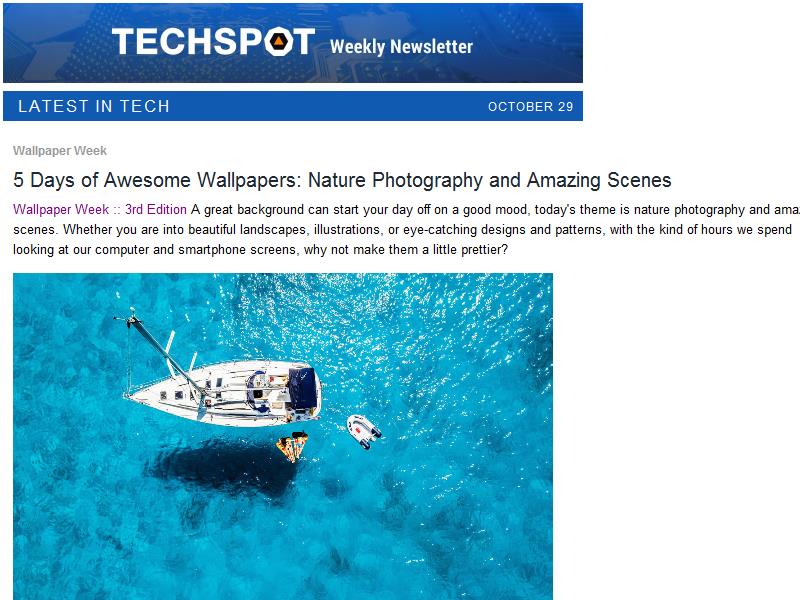 TECHSPOT Weekly Newsletter
LATEST IN TECH OCTOBER 29
Wallpaper Week
5 Days of Awesome Wallpapers: Nature Photography and Amazing Scenes
Wallpaper Week :: 3rd Edition A great background can start your day off on a good mood, today's theme is nature photography and
scenes. Whether you are into beautiful landscapes, illustrations, or eye-catching designs and patterns, with the kind of hours we spend
looking at our computer and smartphone screens, why not make them a little prettier?